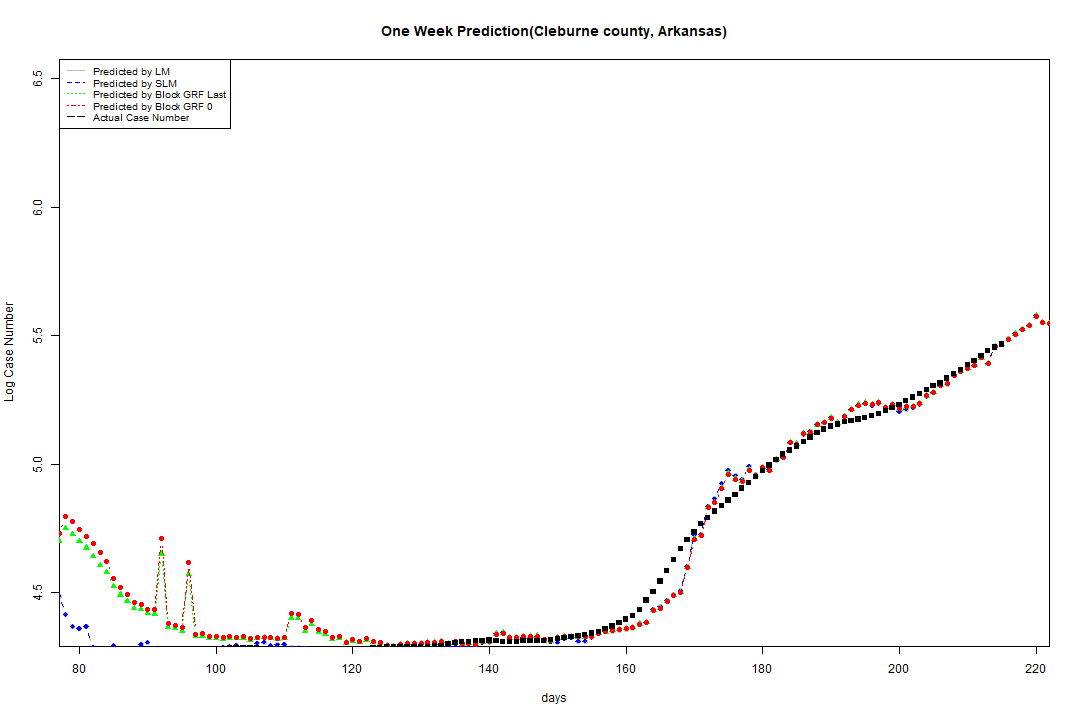 One Week Prediction(Cleburne county, Arkansas)
Predicted by LM
Predicted by SLM
Predicted by Block GRF Last
Predicted by Block GRF 0
Actual Case Number
Log Case Number
6.5
6.0
5.5
5.0
4.5
80 100 120 140 160 180 200 220
days